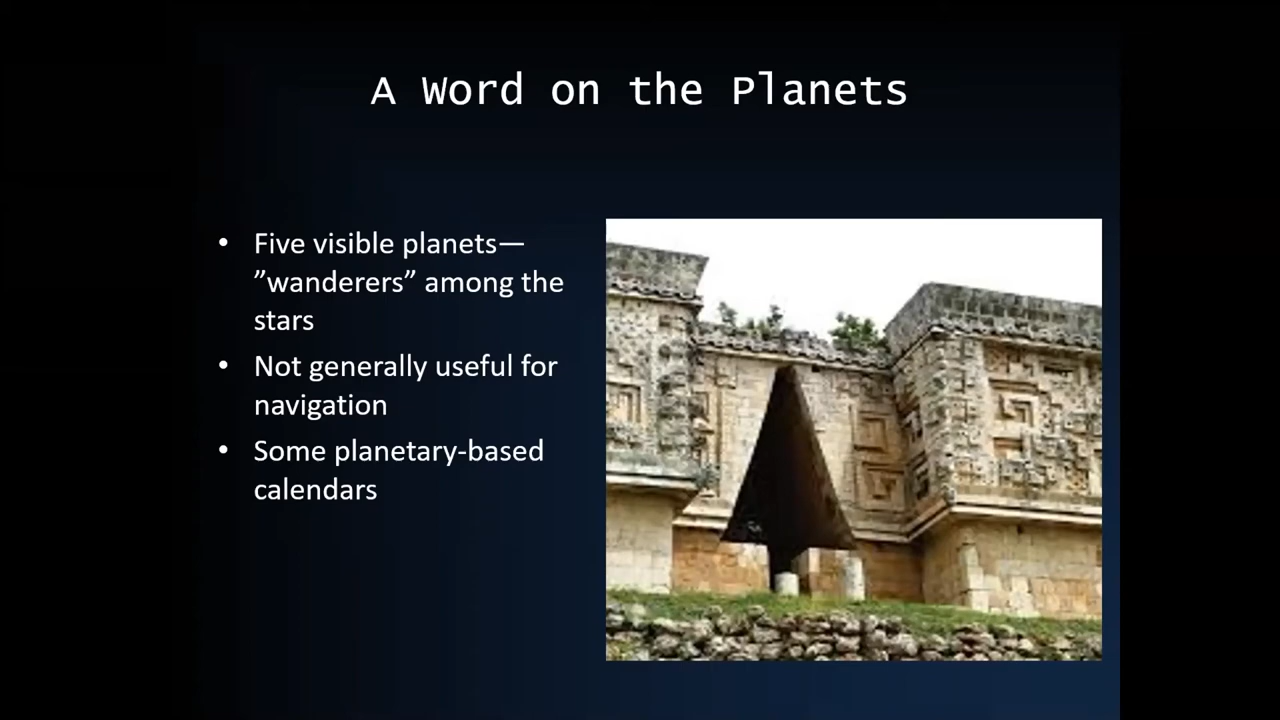 A Word on the Planets
• Five visible planets—
”wanderers” among the
stars
• Not generally useful for
navigation
• Some planetary-based
calendars